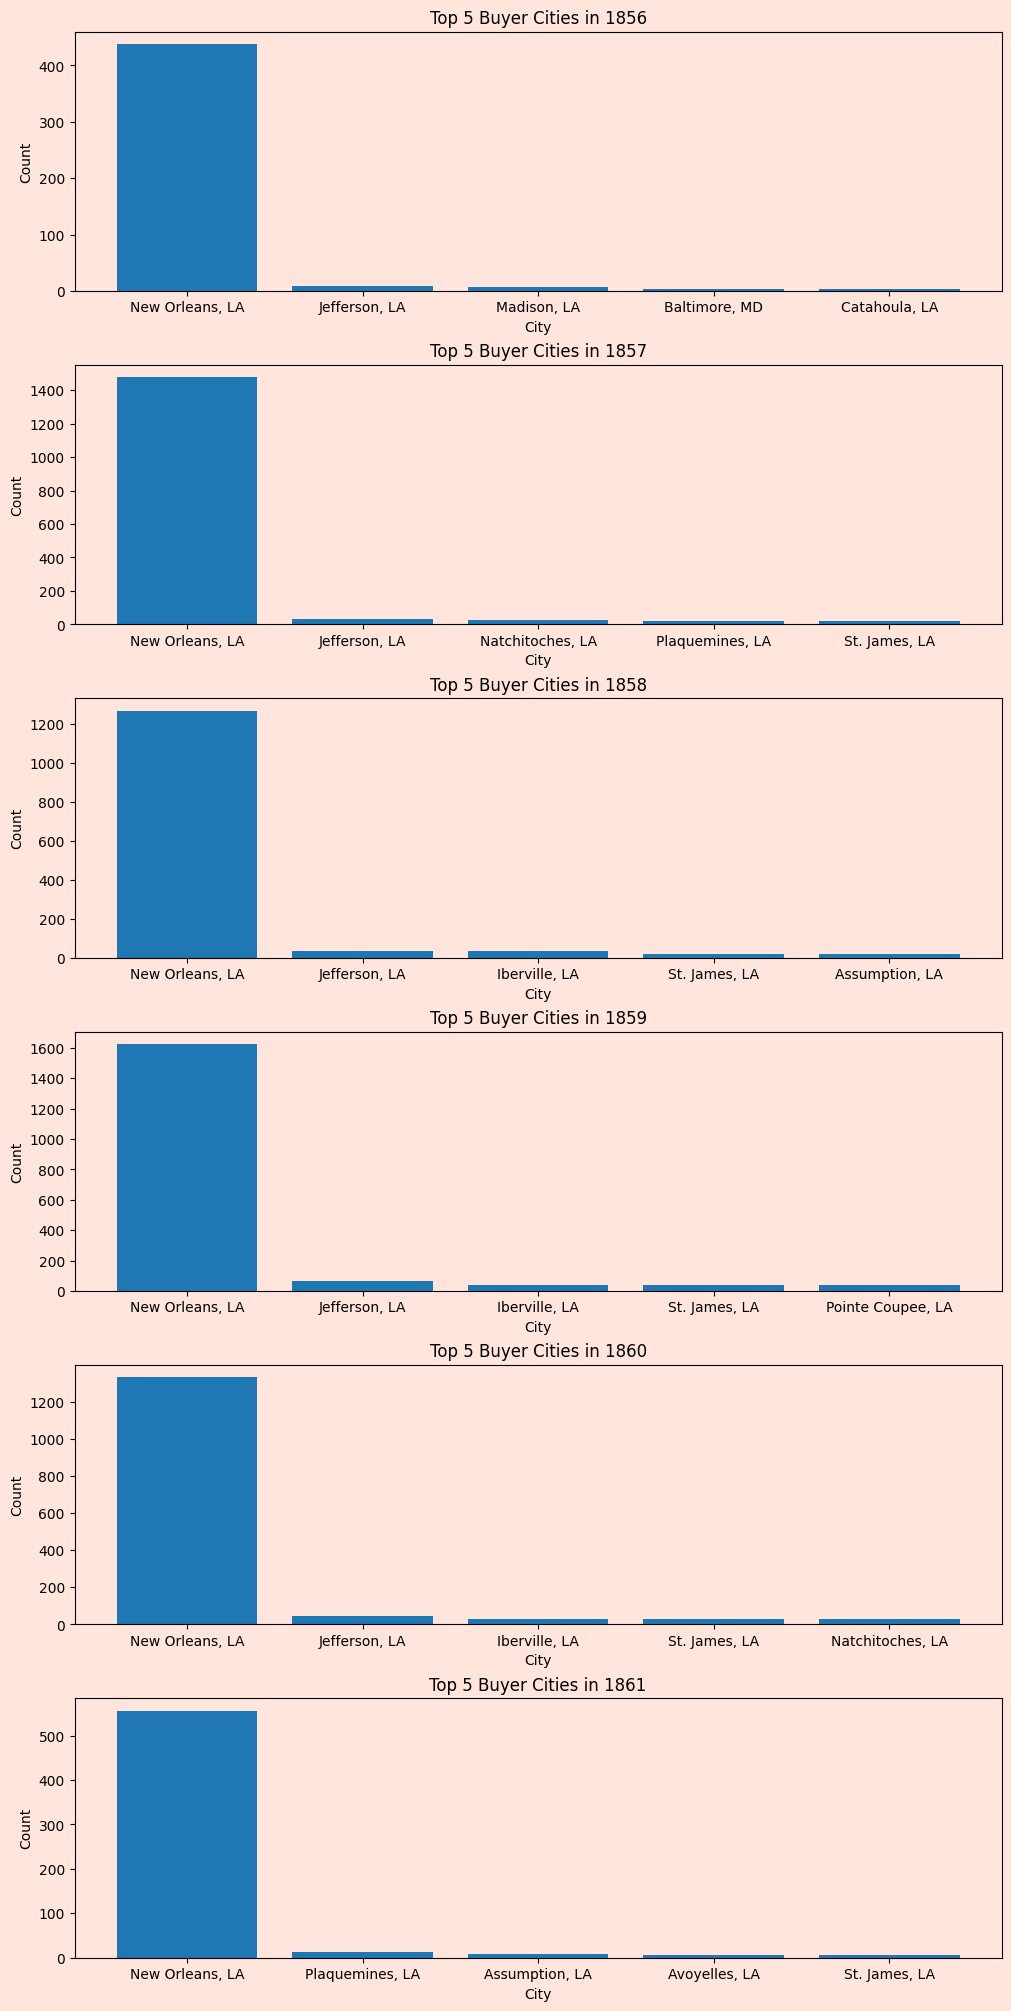 Top 5 Buyer Cities in 1856
400
300
200
100
0
Count
New Orleans, LA Jefferson, LA Madison, LA Baltimore, MD Catahoula, LA
City
Top 5 Buyer Cities in 1857
1400
1200
1000
800
600
400
200
0
Count
New Orleans, LA Jefferson, LA Natchitoches, LA Plaquemines, LA St. James, LA
City
Top 5 Buyer Cities in 1858
1200
1000
800
600
400
200
0
Count
New Orleans, LA Jefferson, LA Iberville, LA St. James, LA Assumption, LA
City
Top 5 Buyer Cities in 1859
1600
1400
1200
1000
800
600
400
200
0
Count
New Orleans, LA Jefferson, LA Iberville, LA St. James, LA Pointe Coupee, LA
City
Top 5 Buyer Cities in 1860
1200
1000
800
600
400
200
0
Count
New Orleans, LA Jefferson, LA Iberville, LA St. James, LA Natchitoches, LA
City
Top 5 Buyer Cities in 1861
500
400
300
200
100
0
Count
New Orleans, LA Plaquemines, LA Assumption, LA Avoyelles, LA St. James, LA
City